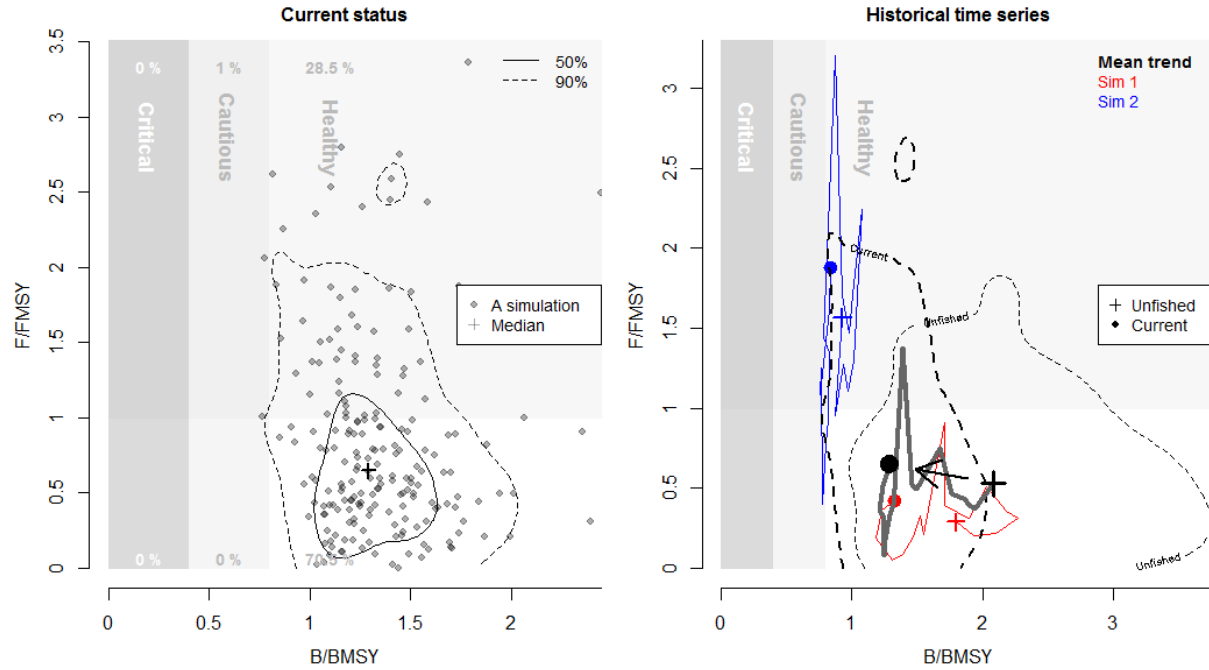 Current status
F/FMSY
3.5
3
2.5
2
1.5
1
0.5
0
0 %
1 %
28.5 %
50%
90%
Critical
Cautious
Healthy
A simulation
Median
0 %
0 %
70.5 %
0
0.5
1
1.5
2
B/BMSY
Historical time series
F/FMSY
3
2.5
2
1.5
1
0.5
0
Mean trend
Sim 1
Sim 2
Critical
Cautious
Healthy
Current
Unfished
Unfished
Current
Unfished
0
1
2
3
B/BMSY